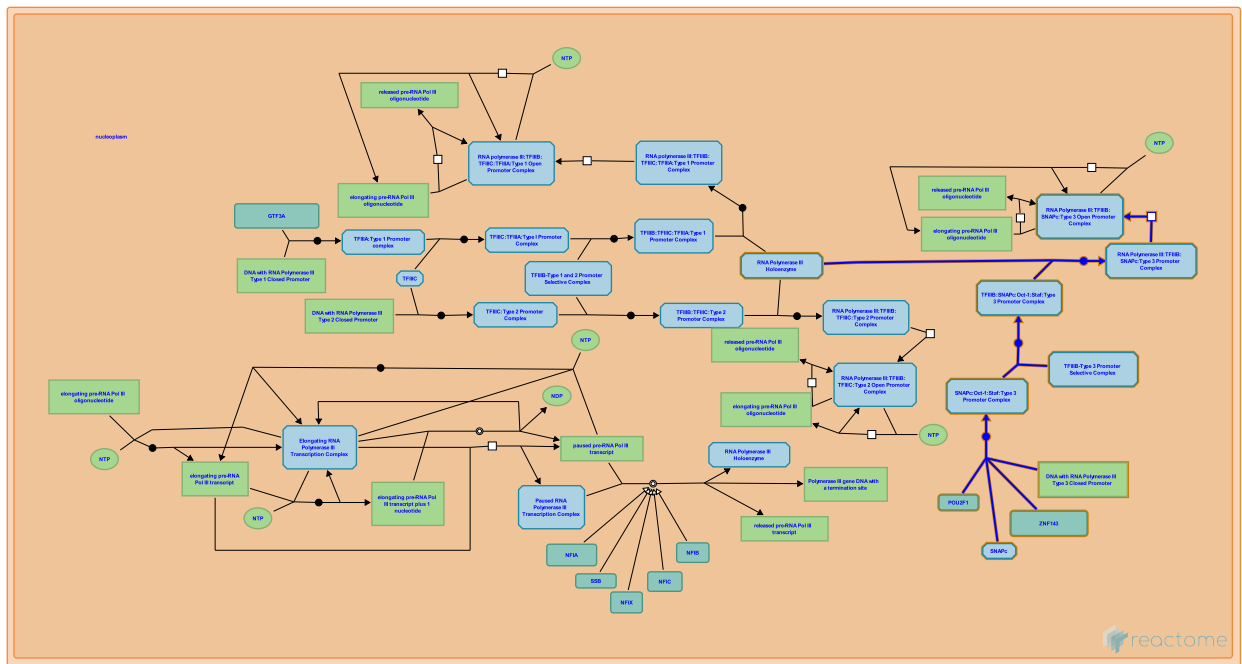 NTP
released pre-RNA Pol III
oligonucleotide
nucleoplasm
RNA polymerase III:TFIIIB:
TFIIIC:TFIIIA:Type 1 Open
Promoter Complex
RNA polymerase III:TFIIIB:
TFIIIC:TFIIIA:Type 1 Promoter
Complex
NTP
elongating pre-RNA Pol III
oligonucleotide
released pre-RNA Pol III
oligonucleotide
RNA Polymerase III:TFIIIB:
SNAPc:Type 3 Open Promoter
Complex
elongating pre-RNA Pol III
oligonucleotide
GTF3A
TFIIIA:Type 1 Promoter
complex
TFIIIC:TFIIIA:Type I Promoter
Complex
TFIIIB:TFIIIC:TFIIIA:Type 1
Promoter Complex
RNA Polymerase III
Holoenzyme
RNA Polymerase III:TFIIIB:
SNAPc:Type 3 Promoter
Complex
DNA with RNA Polymerase III
Type 1 Closed Promoter
TFIIIC
TFIIIB-Type 1 and 2 Promoter
Selective Complex
TFIIIB:SNAPc:Oct-1:Staf:Type
3 Promoter Complex
DNA with RNA Polymerase III
Type 2 Closed Promoter
TFIIIC:Type 2 Promoter
Complex
TFIIIB:TFIIIC:Type 2
Promoter Complex
RNA Polymerase III:TFIIIB:
TFIIIC:Type 2 Promoter Complex
NTP
released pre-RNA Pol III
oligonucleotide
RNA Polymerase III:TFIIIB:
TFIIIC:Type 2 Open Promoter
Complex
TFIIIB-Type 3 Promoter
Selective Complex
elongating pre-RNA Pol III
oligonucleotide
NDP
SNAPc:Oct-1:Staf:Type 3
Promoter Complex
elongating pre-RNA Pol III
oligonucleotide
NTP
NTP
Elongating RNA
Polymerase III
Transcription Complex
paused pre-RNA Pol III
transcript
RNA Polymerase III
Holoenzyme
elongating pre-RNA
Pol III transcript
elongating pre-RNA Pol
III transcript plus 1
nucleotide
Paused RNA
Polymerase III
Transcription Complex
Polymerase III gene DNA with
a termination site
DNA with RNA Polymerase III
Type 3 Closed Promoter
NTP
released pre-RNA Pol III
transcript
POU2F1
ZNF143
NFIA
NFIB
SNAPc
SSB
NFIC
NFIX
reactome